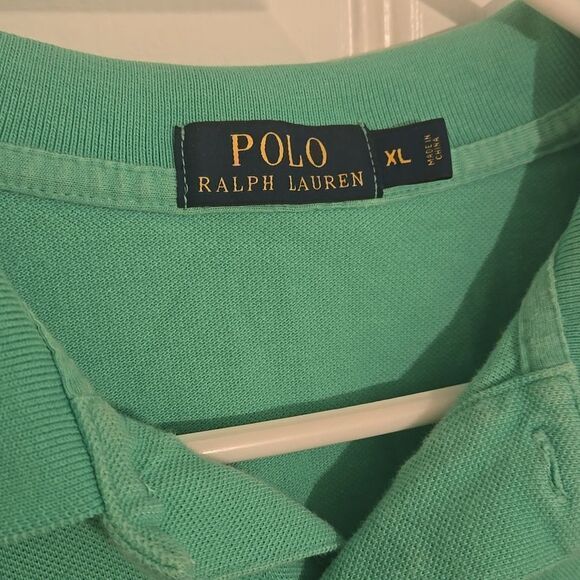 POLO
RALPH LAUREN
XL
MADE IN
CHINA